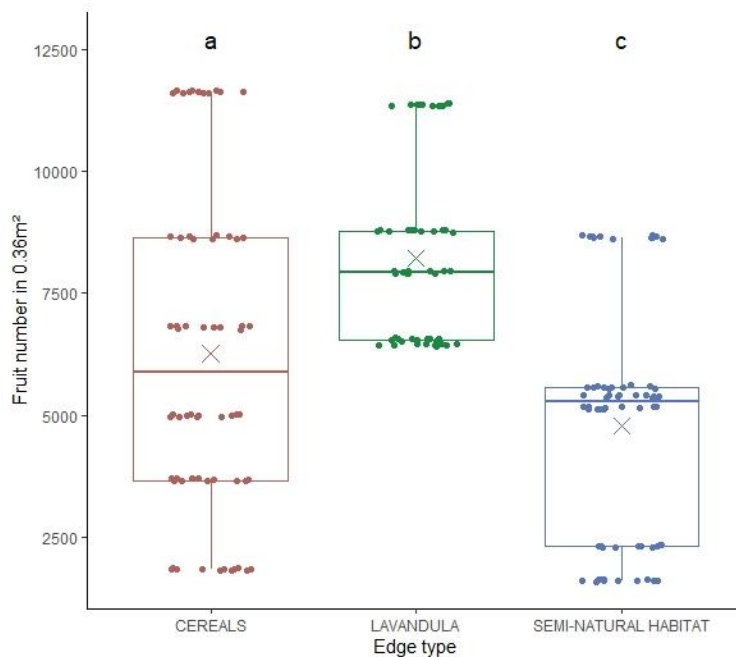 a b c
12500
10000
7500
5000
2500
Fruit number in 0.36m²
CEREALS LAVANDULA SEMI-NATURAL HABITAT
Edge type